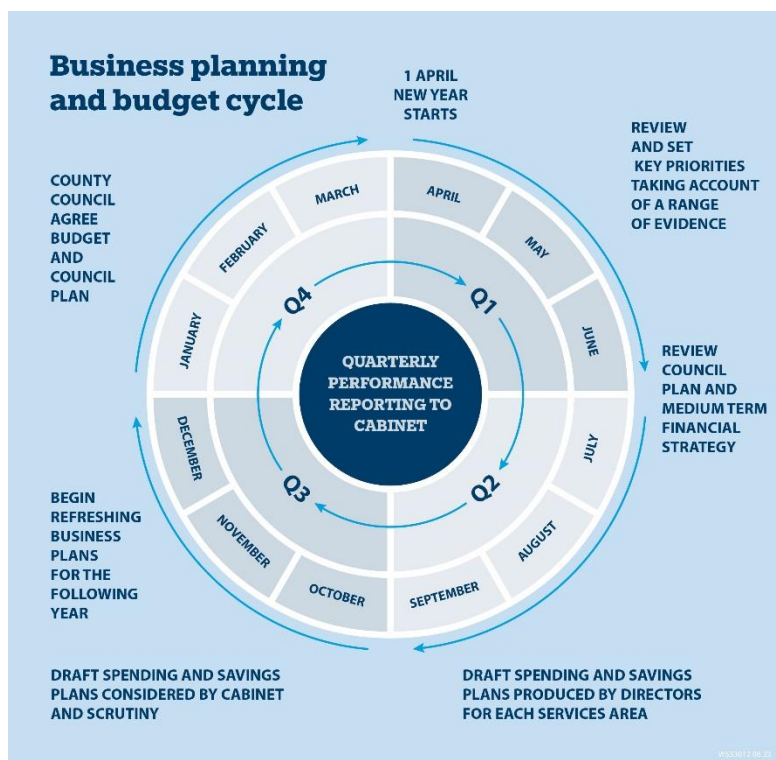 Business planning
and budget cycle
1 APRIL
NEW YEAR
STARTS
REVIEW
AND SET
KEY PRIORITIES
TAKING ACCOUNT
OF A RANGE
OF EVIDENCE
REVIEW
COUNCIL
PLAN AND
MEDIUM TERM
FINANCIAL
STRATEGY
DRAFT SPENDING AND SAVINGS
PLANS PRODUCED BY DIRECTORS
FOR EACH SERVICES AREA
DRAFT SPENDING AND SAVINGS
PLANS CONSIDERED BY CABINET
AND SCRUTINY
BEGIN
REFRESHING
BUSINESS
PLANS
FOR THE
FOLLOWING
YEAR
COUNTY
COUNCIL
AGREE
BUDGET
AND
COUNCIL
PLAN
APRIL
MAY
JUNE
JULY
AUGUST
SEPTEMBER
OCTOBER
NOVEMBER
DECEMBER
JANUARY
FEBRUARY
MARCH
Q1
Q2
Q3
Q4
QUARTERLY
PERFORMANCE
REPORTING TO
CABINET